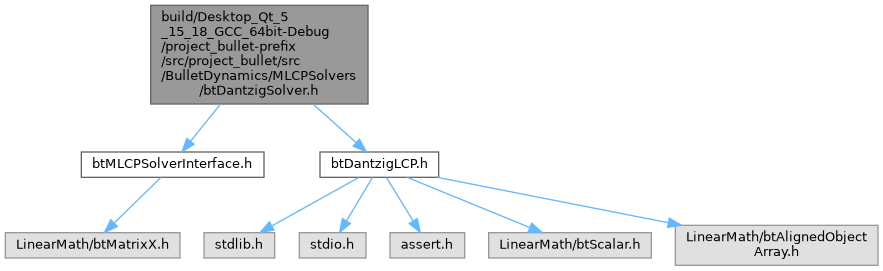 build/Desktop_Qt_5
_15_18_GCC_64bit-Debug
/project_bullet-prefix
/src/project_bullet/src
/BulletDynamics/MLCPSolvers
/btDantzigSolver.h
btMLCPSolverInterface.h
btDantzigLCP.h
LinearMath/btMatrixX.h
stdlib.h
stdio.h
assert.h
LinearMath/btScalar.h
LinearMath/btAlignedObject
Array.h